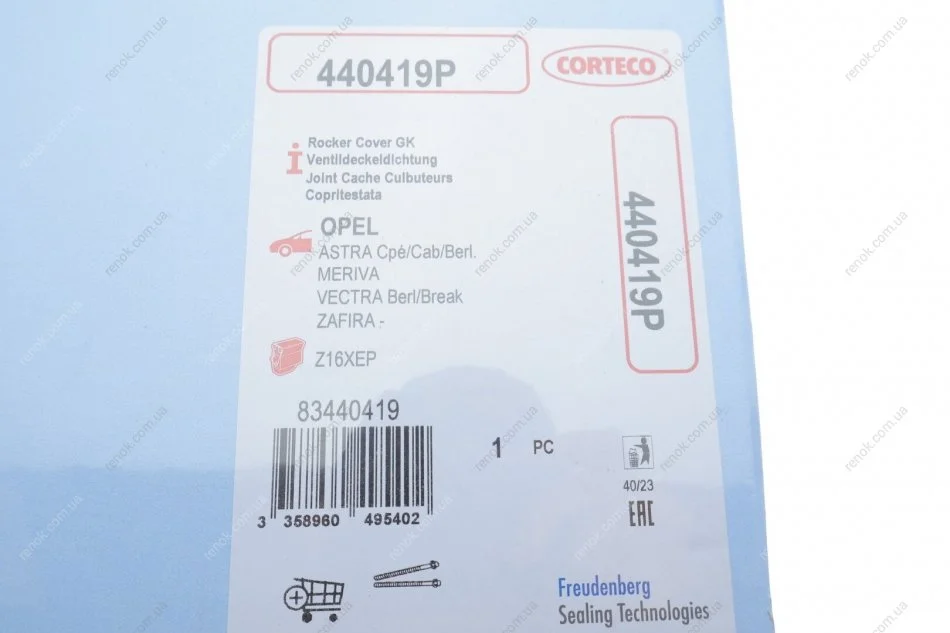 440419P
CORTECO
Rocker Cover GK
Ventildeckeldichtung
Joint Cache Culbuteurs
Copritestata
440419P
OPEL
ASTRA Cpé/Cab/Berl.
MERIVA
VECTRA Berl/Break
ZAFIRA -
Z16XEP
83440419
1 PC
3 358960 495402
40/23
EAC
Freudenberg
Sealing Technologies
renok.com.ua